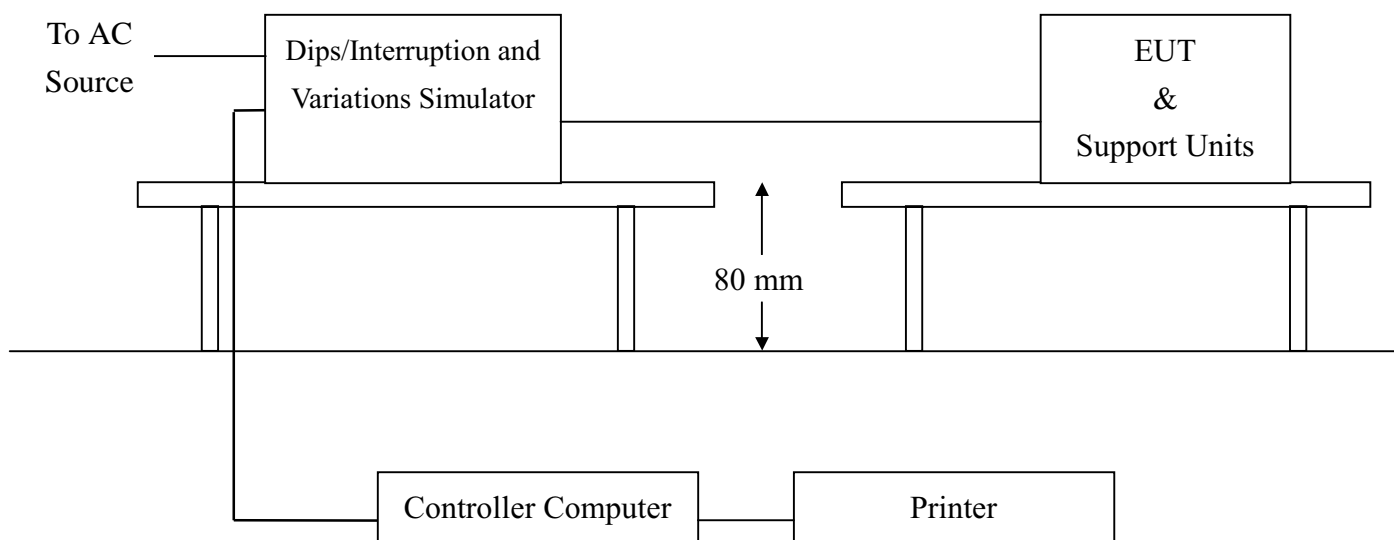 To AC
Source
Dips/Interruption and
Variations Simulator
EUT
&
Support Units
80 mm
Controller Computer
Printer